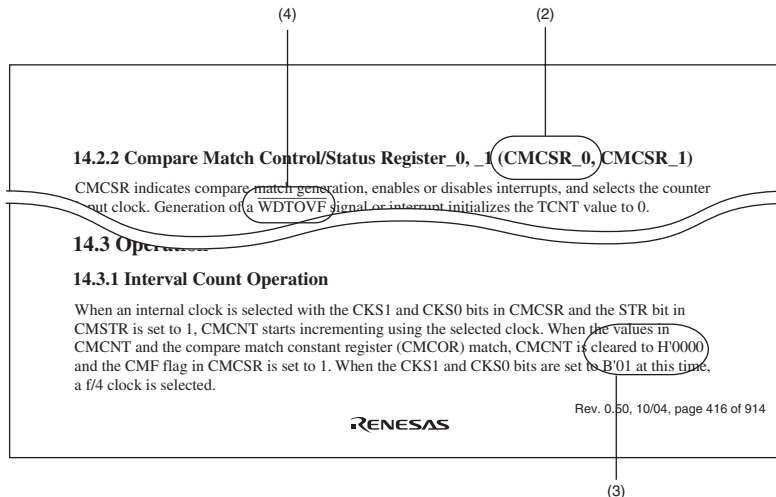 (4) (2)
14.2.2 Compare Match Control/Status Register_0, _1 (CMCSR_0, CMCSR_1)
CMCSR indicates compare match generation, enables or disables interrupts, and selects the counter
input clock. Generation of a WDTOVF signal or interrupt initializes the TCNT value to 0.
14.3 Operation
14.3.1 Interval Count Operation
When an internal clock is selected with the CKS1 and CKS0 bits in CMCSR and the STR bit in
CMSTR is set to 1, CMCNT starts incrementing using the selected clock. When the values in
CMCNT and the compare match constant register (CMCOR) match, CMCNT is cleared to H'0000
and the CMF flag in CMCSR is set to 1. When the CKS1 and CKS0 bits are set to B'01 at this time,
a f/4 clock is selected.
Rev. 0.50, 10/04, page 416 of 914
RENESAS
(3)